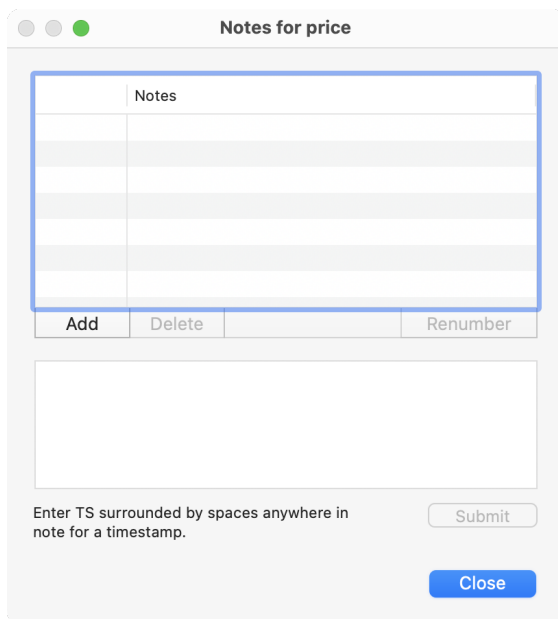 Notes for price
Notes
Add
Delete
Renumber
Enter TS surrounded by spaces anywhere in
note for a timestamp.
Submit
Close